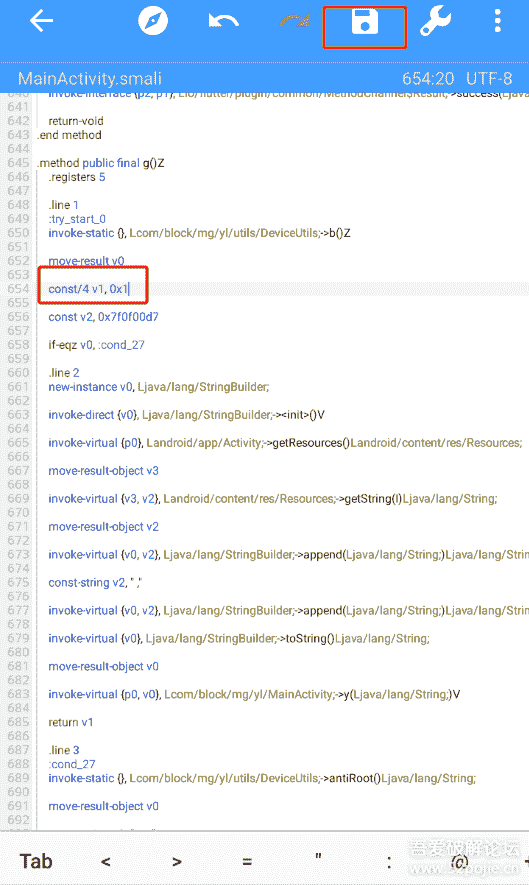 MainActivity.smali 654:20 UTF-8
641
642 return-void
643 .end method
644
645 .method public final g()Z
646 .registers 5
647
648 .line 1
649 :try_start_0
650 invoke-static {}, Lcom/block/mg/yl/utils/DeviceUtils;->b()Z
651
652 move-result v0
653
654 const/4 v1, 0x1
655
656 const v2, 0x7f0f00d7
657
658 if-eqz v0, :cond_27
659
660 .line 2
661 new-instance v0, Ljava/lang/StringBuilder;
662
663 invoke-direct {v0}, Ljava/lang/StringBuilder;-><init>()V
664
665 invoke-virtual {p0}, Landroid/app/Activity;->getResources()Landroid/content/res/Resources;
666
667 move-result-object v3
668
669 invoke-virtual {v3, v2}, Landroid/content/res/Resources;->getString(I)Ljava/lang/String;
670
671 move-result-object v2
672
673 invoke-virtual {v0, v2}, Ljava/lang/StringBuilder;->append(Ljava/lang/String;)Ljava/lang/Strin
674
675 const-string v2, ","
676
677 invoke-virtual {v0, v2}, Ljava/lang/StringBuilder;->append(Ljava/lang/String;)Ljava/lang/Strin
678
679 invoke-virtual {v0}, Ljava/lang/StringBuilder;->toString()Ljava/lang/String;
680
681 move-result-object v0
682
683 invoke-virtual {p0, v0}, Lcom/block/mg/yl/MainActivity;->y(Ljava/lang/String;)V
684
685 return v1
686
687 .line 3
688 :cond_27
689 invoke-static {}, Lcom/block/mg/yl/utils/DeviceUtils;->antiRoot()Ljava/lang/String;
690
691 move-result-object v0
692
Tab < > = " : @
吾爱破解论坛
www.52pojie.cn